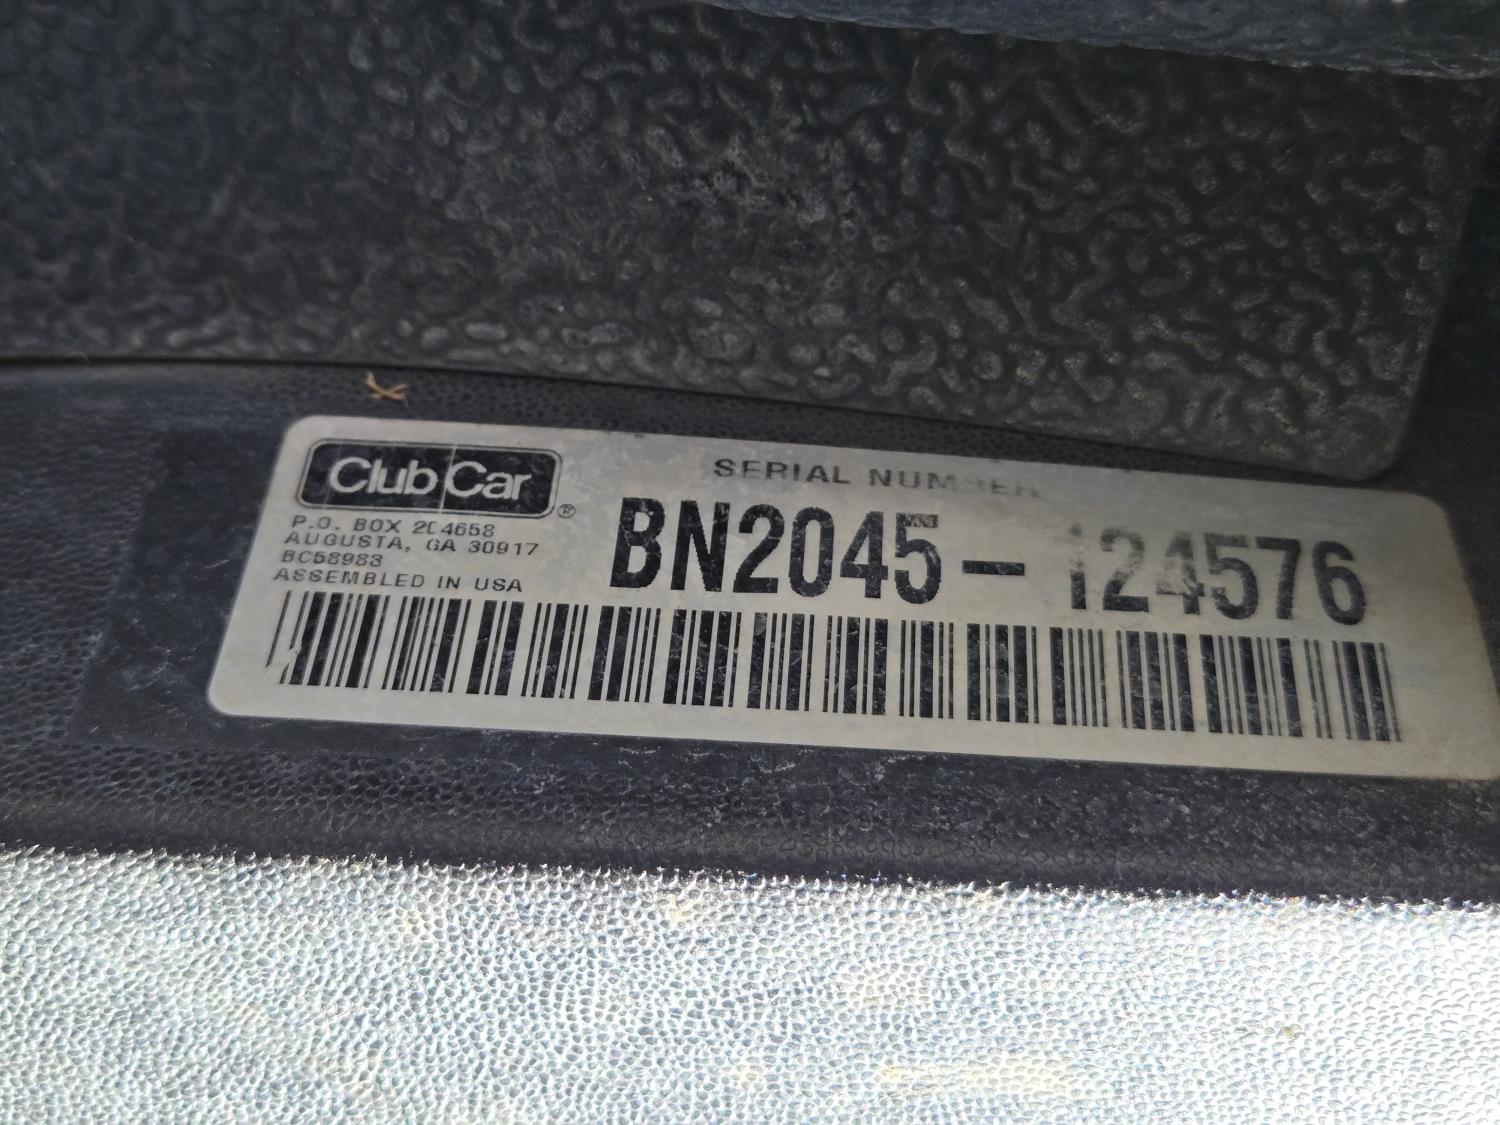 Club Car
®
P.O. BOX 204658
AUGUSTA, GA 30917
BC58983
ASSEMBLED IN USA
SERIAL NUMBER
BN2045-124576